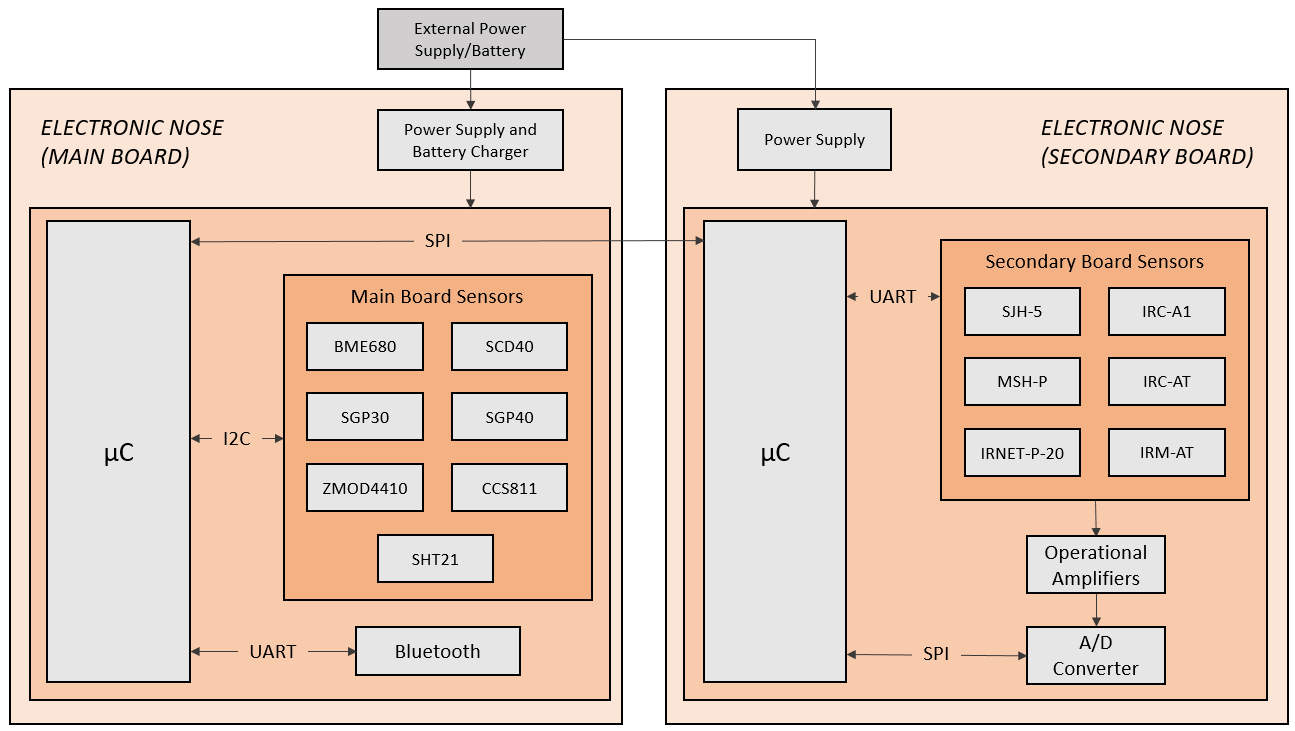 External Power
Supply/Battery
ELECTRONIC NOSE
(MAIN BOARD)
Power Supply and
Battery Charger
SPI
µC
Main Board Sensors
BME680
SCD40
SGP30
SGP40
I2C
ZMOD4410
CCS811
SHT21
UART
Bluetooth
Power Supply
ELECTRONIC NOSE
(SECONDARY BOARD)
µC
UART
Secondary Board Sensors
SJH-5
IRC-A1
MSH-P
IRC-AT
IRNET-P-20
IRM-AT
Operational
Amplifiers
SPI
A/D
Converter